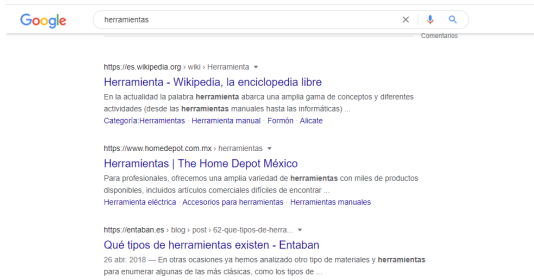 Google herramientas
Comentarios
https://es.wikipedia.org › wiki › Herramienta
Herramienta - Wikipedia, la enciclopedia libre
En la actualidad la palabra herramienta abarca una amplia gama de conceptos y diferentes
actividades (desde las herramientas manuales hasta las informáticas) ...
Categoría:Herramientas · Herramienta manual · Formón · Alicate
https://www.homedepot.com.mx › herramientas
Herramientas | The Home Depot México
Para profesionales, ofrecemos una amplia variedad de herramientas con miles de productos
disponibles, incluidos artículos comerciales difíciles de encontrar ...
Herramienta eléctrica · Accesorios para herramientas · Herramientas manuales
https://entaban.es › blog › post › 62-que-tipos-de-herra...
Qué tipos de herramientas existen - Entaban
26 abr. 2018 — En otras ocasiones ya hemos analizado otro tipo de materiales y herramientas
para enumerar algunas de las más clásicas, como los tipos de ...